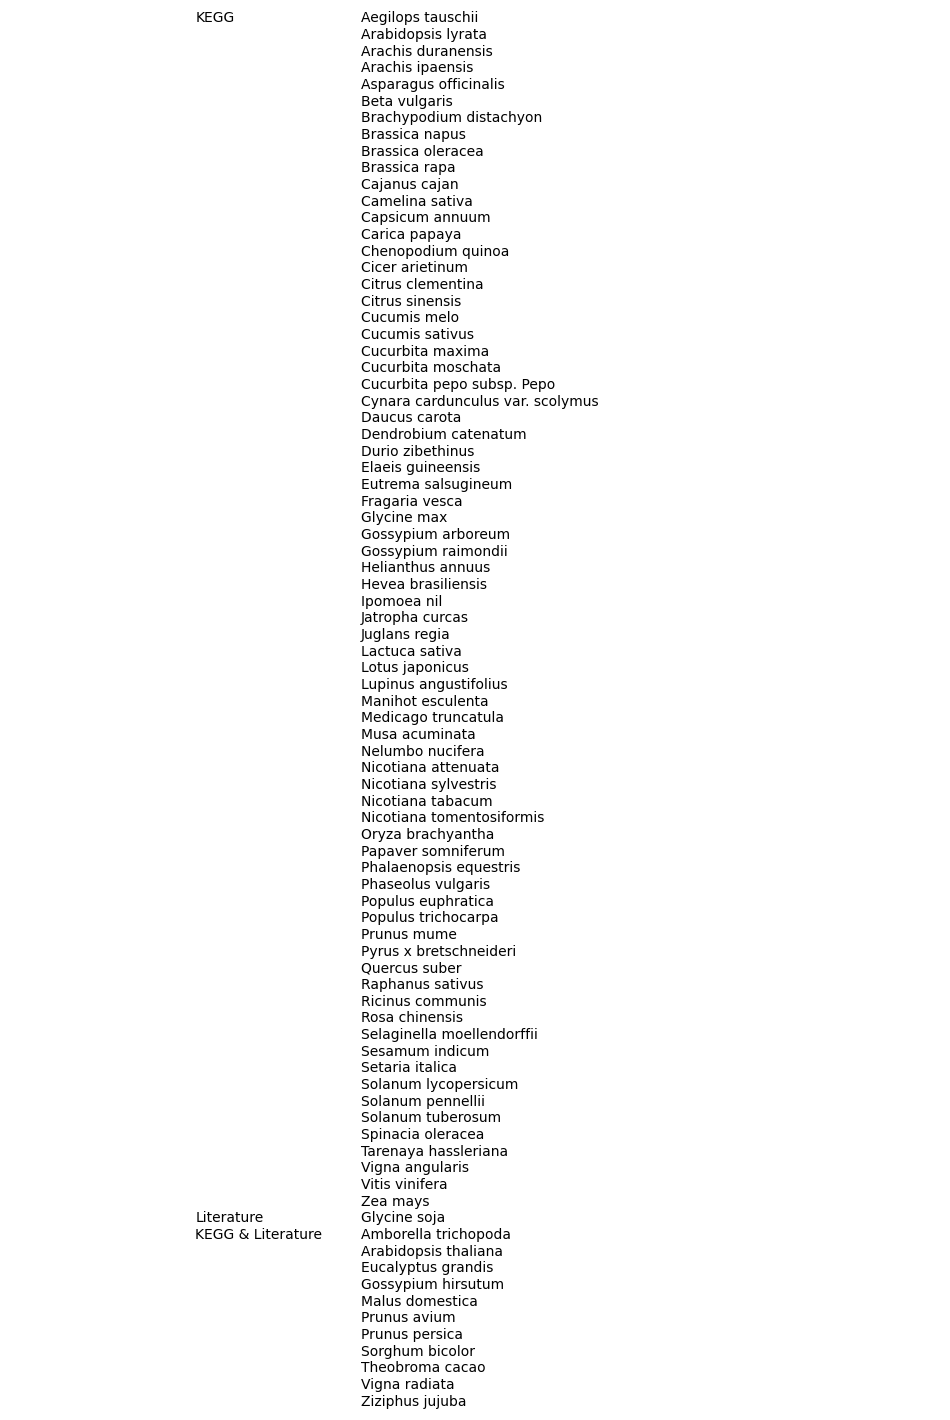 KEGG Aegilops tauschii
Arabidopsis lyrata
Arachis duranensis
Arachis ipaensis
Asparagus officinalis
Beta vulgaris
Brachypodium distachyon
Brassica napus
Brassica oleracea
Brassica rapa
Cajanus cajan
Camelina sativa
Capsicum annuum
Carica papaya
Chenopodium quinoa
Cicer arietinum
Citrus clementina
Citrus sinensis
Cucumis melo
Cucumis sativus
Cucurbita maxima
Cucurbita moschata
Cucurbita pepo subsp. Pepo
Cynara cardunculus var. scolymus
Daucus carota
Dendrobium catenatum
Durio zibethinus
Elaeis guineensis
Eutrema salsugineum
Fragaria vesca
Glycine max
Gossypium arboreum
Gossypium raimondii
Helianthus annuus
Hevea brasiliensis
Ipomoea nil
Jatropha curcas
Juglans regia
Lactuca sativa
Lotus japonicus
Lupinus angustifolius
Manihot esculenta
Medicago truncatula
Musa acuminata
Nelumbo nucifera
Nicotiana attenuata
Nicotiana sylvestris
Nicotiana tabacum
Nicotiana tomentosiformis
Oryza brachyantha
Papaver somniferum
Phalaenopsis equestris
Phaseolus vulgaris
Populus euphratica
Populus trichocarpa
Prunus mume
Pyrus x bretschneideri
Quercus suber
Raphanus sativus
Ricinus communis
Rosa chinensis
Selaginella moellendorffii
Sesamum indicum
Setaria italica
Solanum lycopersicum
Solanum pennellii
Solanum tuberosum
Spinacia oleracea
Tarenaya hassleriana
Vigna angularis
Vitis vinifera
Zea mays
Literature Glycine soja
KEGG & Literature Amborella trichopoda
Arabidopsis thaliana
Eucalyptus grandis
Gossypium hirsutum
Malus domestica
Prunus avium
Prunus persica
Sorghum bicolor
Theobroma cacao
Vigna radiata
Ziziphus jujuba